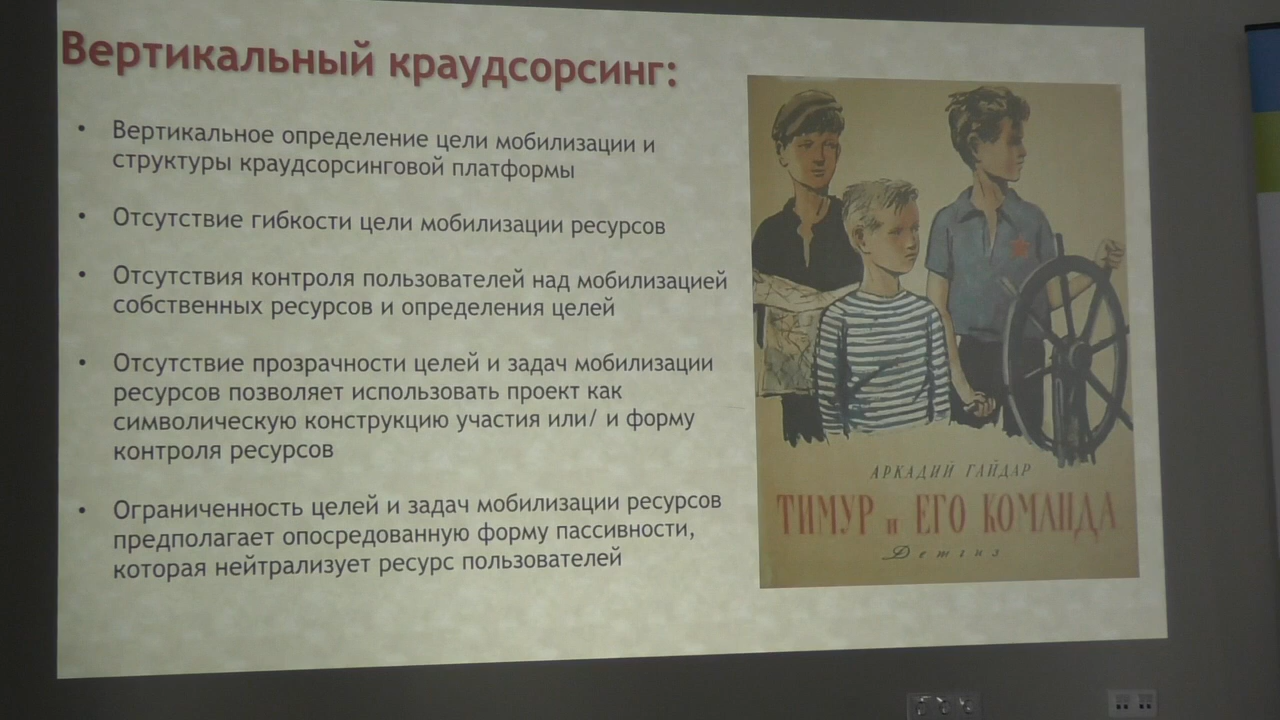 Вертикальный краудсорсинг:
• Вертикальное определение цели мобилизации и
структуры краудсорсинговой платформы
• Отсутствие гибкости цели мобилизации ресурсов
• Отсутствия контроля пользователей над мобилизацией
собственных ресурсов и определения целей
• Отсутствие прозрачности целей и задач мобилизации
ресурсов позволяет использовать проект как
символическую конструкцию участия или/ и форму
контроля ресурсов
• Ограниченность целей и задач мобилизации ресурсов
предполагает опосредованную форму пассивности,
которая нейтрализует ресурс пользователей
АРКАДИЙ ГАЙДАР
ТИМУР и ЕГО КОМАНДА
Детгиз